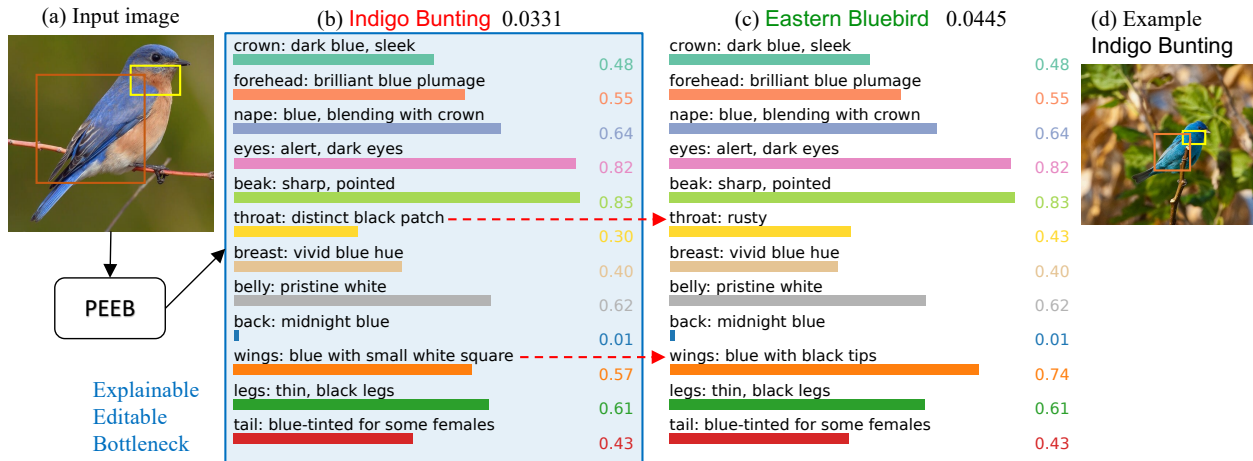 (a) Input image
(b) Indigo Bunting 0.0331
(c) Eastern Bluebird 0.0445
(d) Example
Indigo Bunting
PEEB
Explainable
Editable
Bottleneck
crown: dark blue, sleek
0.48
forehead: brilliant blue plumage
0.55
nape: blue, blending with crown
0.64
eyes: alert, dark eyes
0.82
beak: sharp, pointed
0.83
throat: distinct black patch
0.30
breast: vivid blue hue
0.40
belly: pristine white
0.62
back: midnight blue
0.01
wings: blue with small white square
0.57
legs: thin, black legs
0.61
tail: blue-tinted for some females
0.43
crown: dark blue, sleek
0.48
forehead: brilliant blue plumage
0.55
nape: blue, blending with crown
0.64
eyes: alert, dark eyes
0.82
beak: sharp, pointed
0.83
throat: rusty
0.43
breast: vivid blue hue
0.40
belly: pristine white
0.62
back: midnight blue
0.01
wings: blue with black tips
0.74
legs: thin, black legs
0.61
tail: blue-tinted for some females
0.43